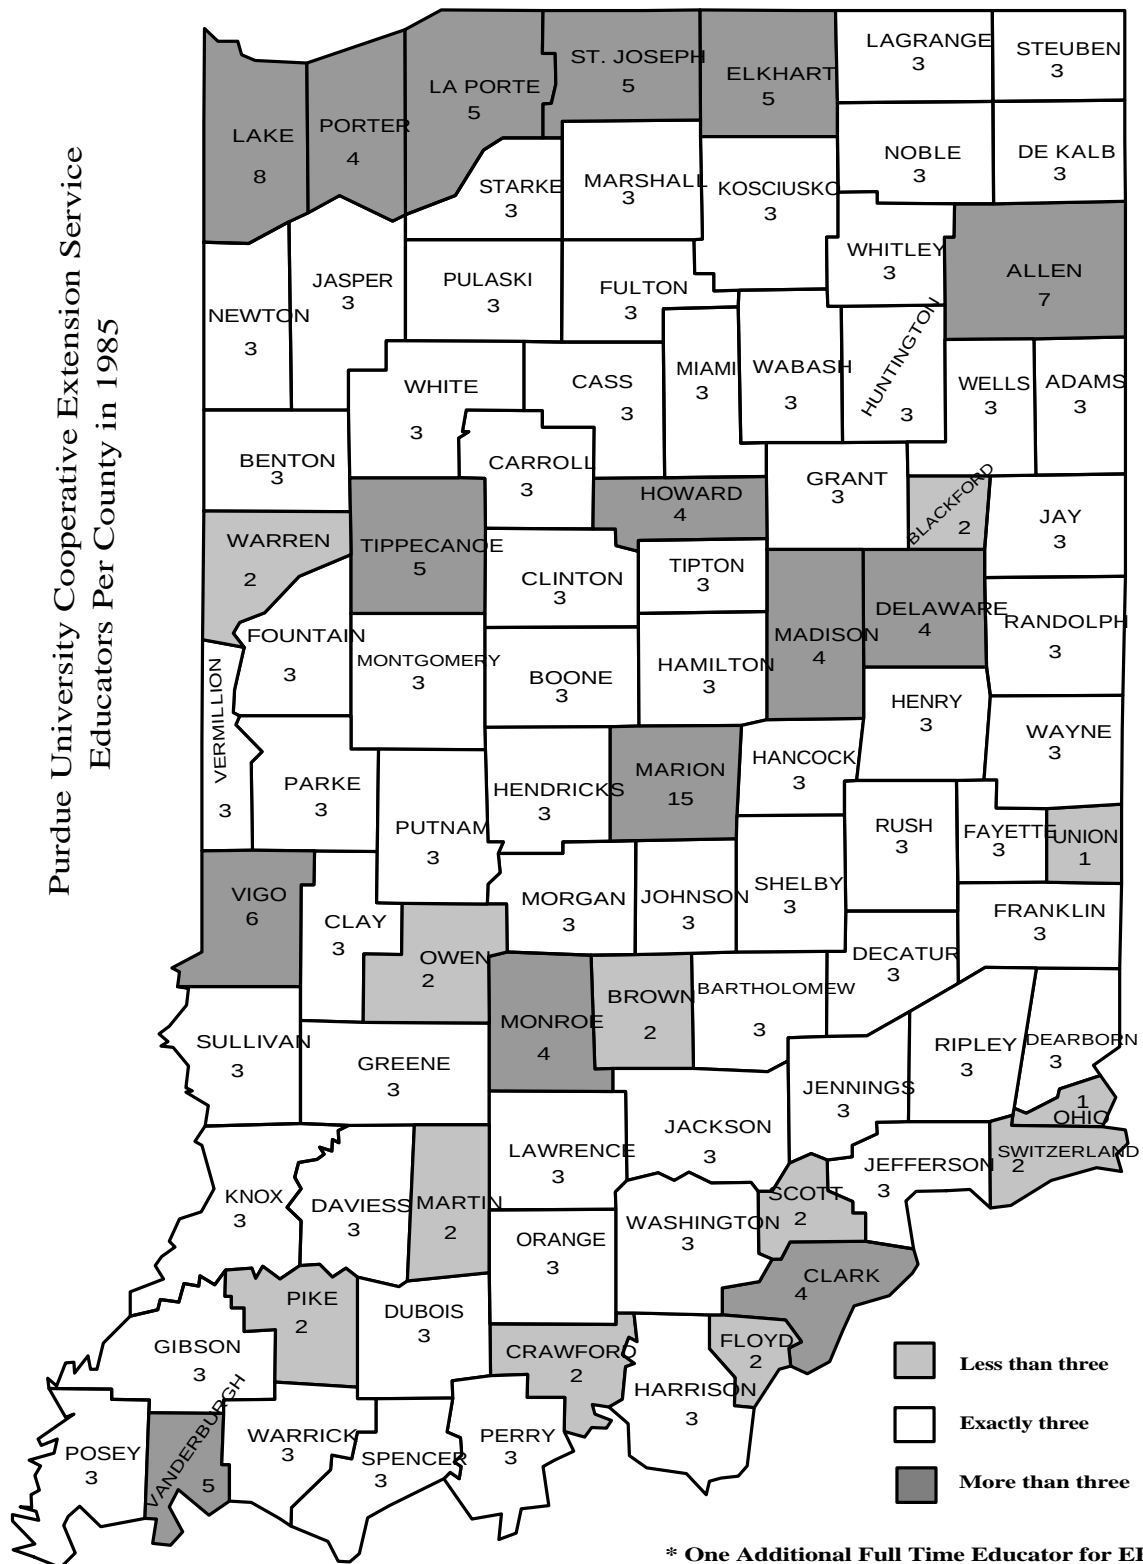 Purdue University Cooperative Extension Service
Educators Per County in 1985
LAKE
8
PORTER
4
LA PORTE
5
ST. JOSEPH
5
ELKHART
5
LAGRANGE
3
STEUBEN
3
STARKE
3
MARSHALL
3
KOSCIUSKO
3
NOBLE
3
DE KALB
3
NEWTON
3
JASPER
3
PULASKI
3
FULTON
3
WHITLEY
3
ALLEN
7
WHITE
3
CASS
3
MIAMI
3
WABASH
3
HUNTINGTON
3
WELLS
3
ADAMS
3
BENTON
3
CARROLL
3
HOWARD
4
GRANT
3
BLACKFORD
2
JAY
3
WARREN
2
TIPPECANOE
5
CLINTON
3
TIPTON
3
FOUNTAIN
3
MONTGOMERY
3
BOONE
3
HAMILTON
3
MADISON
4
DELAWARE
4
RANDOLPH
3
VERMILLION
3
PARKE
3
PUTNAM
3
HENDRICKS
3
MARION
15
HANCOCK
3
HENRY
3
WAYNE
3
RUSH
3
FAYETTE
3
UNION
1
VIGO
6
CLAY
3
OWEN
2
MORGAN
3
JOHNSON
3
SHELBY
3
DECATUR
3
FRANKLIN
3
SULLIVAN
3
GREENE
3
MONROE
4
BROWN
2
BARTHOLOMEW
3
JENNINGS
3
RIPLEY
3
DEARBORN
3
1
OHIO
SWITZERLAND
2
KNOX
3
DAVIESS
3
MARTIN
2
LAWRENCE
3
JACKSON
3
SCOTT
2
JEFFERSON
3
ORANGE
3
WASHINGTON
3
CLARK
4
GIBSON
3
PIKE
2
DUBOIS
3
CRAWFORD
2
FLOYD
2
HARRISON
3
POSEY
3
VANDERBURGH
5
WARRICK
3
SPENCER
3
PERRY
3
Less than three
Exactly three
More than three
* One Additional Full Time Educator for